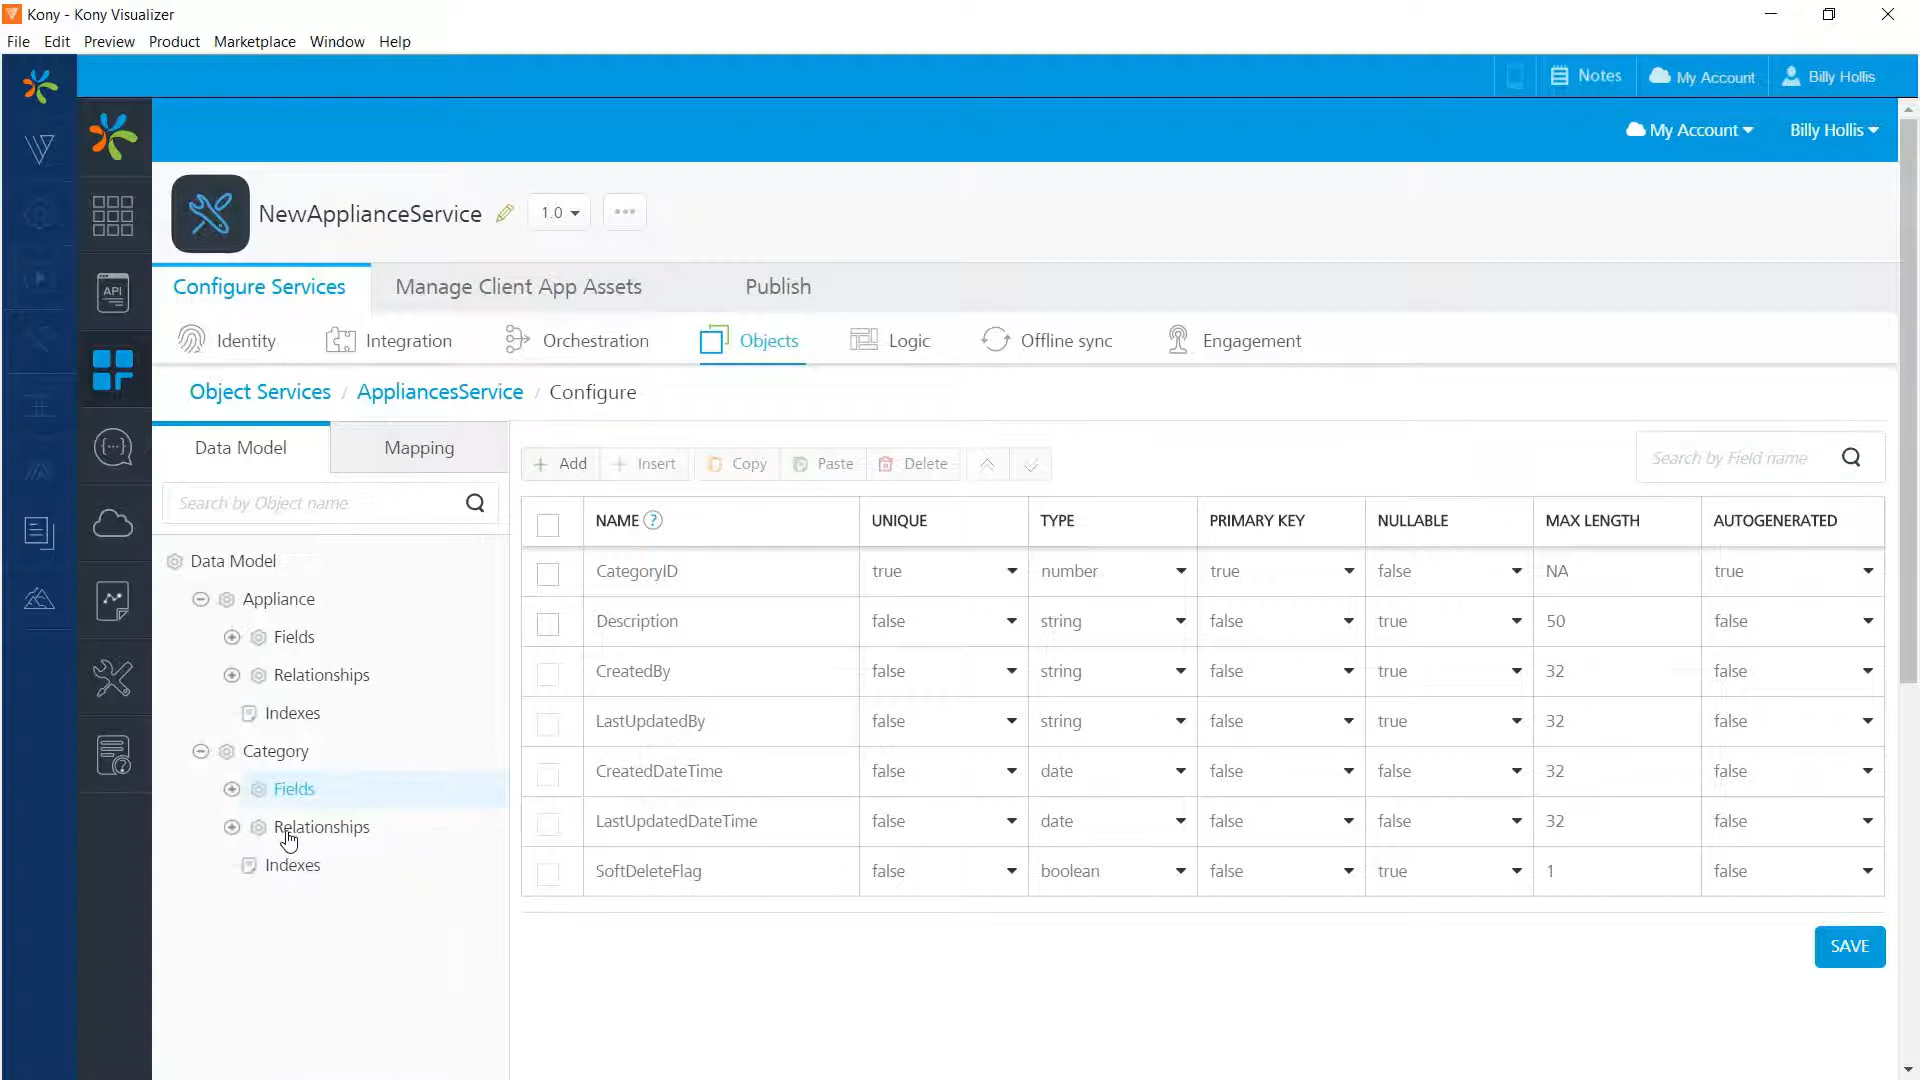 Kony - Kony Visualizer
File Edit Preview Product Marketplace Window Help
Notes My Account Billy Hollis
My Account Billy Hollis
NewApplianceService 1.0
Configure Services Manage Client App Assets Publish
API
Identity Integration Orchestration Objects Logic Offline sync Engagement
Object Services / AppliancesService / Configure
Data Model Mapping
Add Insert Copy Paste Delete
Search by Field name
Search by Object name
NAME ? UNIQUE TYPE PRIMARY KEY NULLABLE MAX LENGTH AUTOGENERATED
CategoryID true number true false NA true
Description false string false true 50 false
CreatedBy false string false true 32 false
LastUpdatedBy false string false true 32 false
CreatedDateTime false date false false 32 false
LastUpdatedDateTime false date false false 32 false
SoftDeleteFlag false boolean false true 1 false
Data Model
Appliance
Fields
Relationships
Indexes
Category
Fields
Relationships
Indexes
SAVE